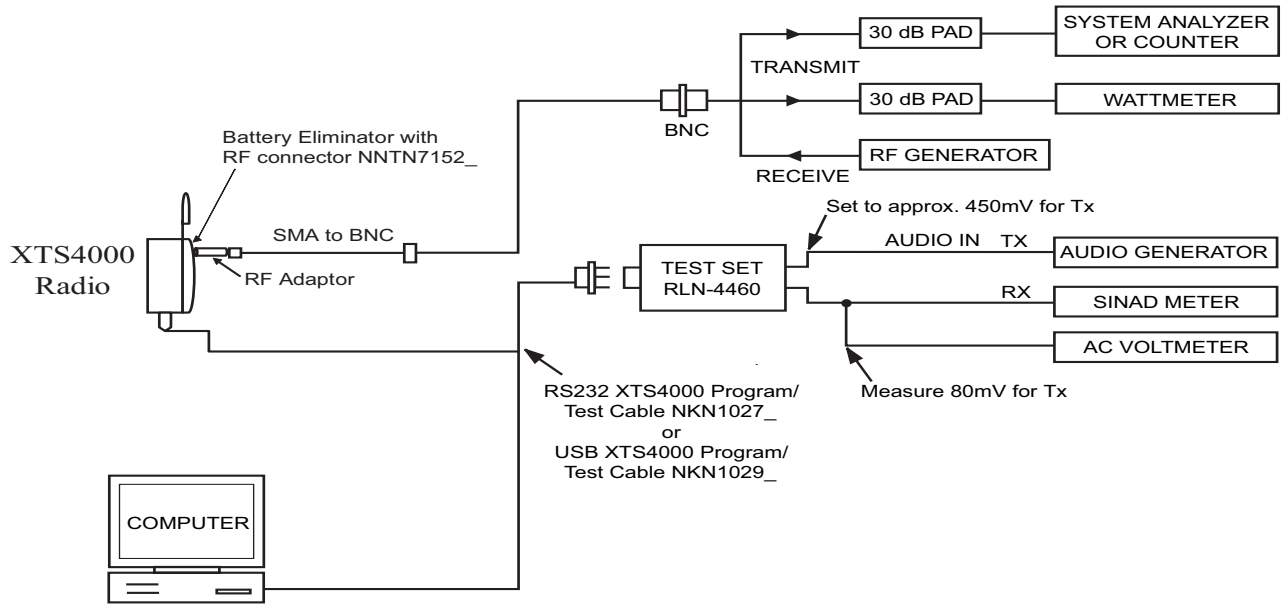 SYSTEM ANALYZER
OR COUNTER
30 dB PAD
TRANSMIT
30 dB PAD
WATTMETER
BNC
RF GENERATOR
RECEIVE
Battery Eliminator with
RF connector NNTN7152_
XTS4000
Radio
SMA to BNC
RF Adaptor
Set to approx. 450mV for Tx
TEST SET
RLN-4460
AUDIO IN TX
AUDIO GENERATOR
RX
SINAD METER
AC VOLTMETER
Measure 80mV for Tx
RS232 XTS4000 Program/
Test Cable NKN1027_
or
USB XTS4000 Program/
Test Cable NKN1029_
COMPUTER